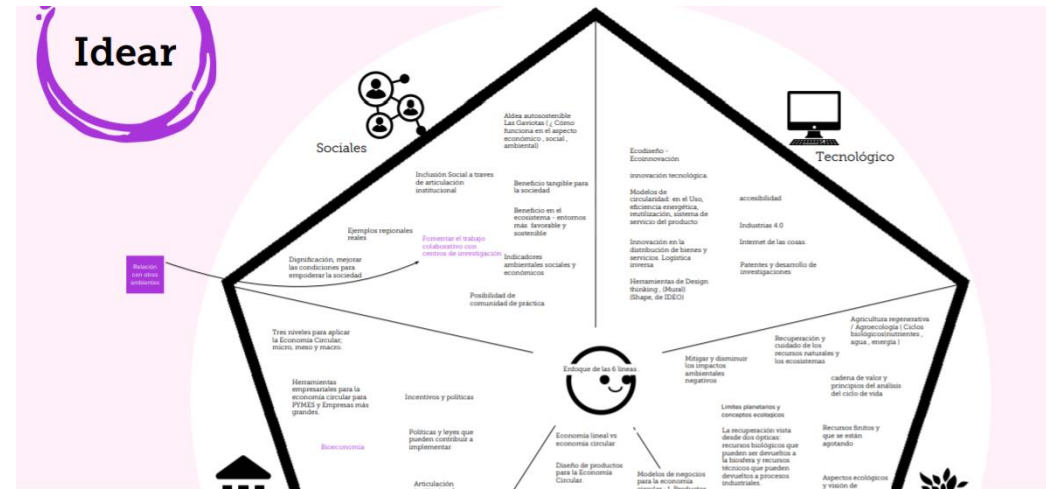 Idear
Sociales
Aldea autosostenible
Las Gaviotas ( ¿ Cómo
funciona en el aspecto
económico , social ,
ambiental)
Inclusión Social a traves
de articulación
institucional
Beneficio tangible para
la sociedad
Beneficio en el
ecosistema - entornos
más favorable y
sostenible
Ejemplos regionales
reales
Fomentar el trabajo
colaborativo con
centros de investigación
Indicadores
ambientales sociales y
económicos
Dignificación, mejorar
las condiciones para
empoderar la sociedad
Posibilidad de
comunidad de práctica
Relación
con otros
ambientes
Tecnológico
Ecodiseño -
Ecoinnovación
innovación tecnológica.
Modelos de
circularidad: en el Uso,
eficiencia energética,
reutilización, sistema de
servicio del producto
Innovación en la
distribución de bienes y
servicios. Logística
inversa
Herramientas de Design
thinking , (Mural)
(Shape, de IDEO)
accesibilidad
Industrias 4.0
Internet de las cosas.
Patentes y desarrollo de
investigaciones
Enfoque de las 6 lineas
Tres niveles para aplicar
la Economía Circular;
micro, meso y macro.
Herramientas
empresariales para la
economía circular para
PYMES y Empresas más
grandes.
Incentivos y políticas
Bioeconomía
Políticas y leyes que
pueden contribuir a
implementar
Articulación
Economía lineal vs
economía circular
Diseño de productos
para la Economía
Circular.
Modelos de negocios
para la economía
Mitigar y disminuir
los impactos
ambientales
negativos
Recuperación y
cuidado de los
recursos naturales y
los ecosistemas
Agricultura regenerativa
/ Agroecología ( Ciclos
biológicos(nutrientes ,
agua , energía )
cadena de valor y
principios del análisis
del ciclo de vida
Limites planetarios y
conceptos ecologicos
La recuperación vista
desde dos ópticas:
recursos biológicos que
pueden ser devueltos a
la biosfera y recursos
técnicos que pueden
devueltos a procesos
industriales.
Recursos finitos y
que se están
agotando
Aspectos ecológicos
y visión de